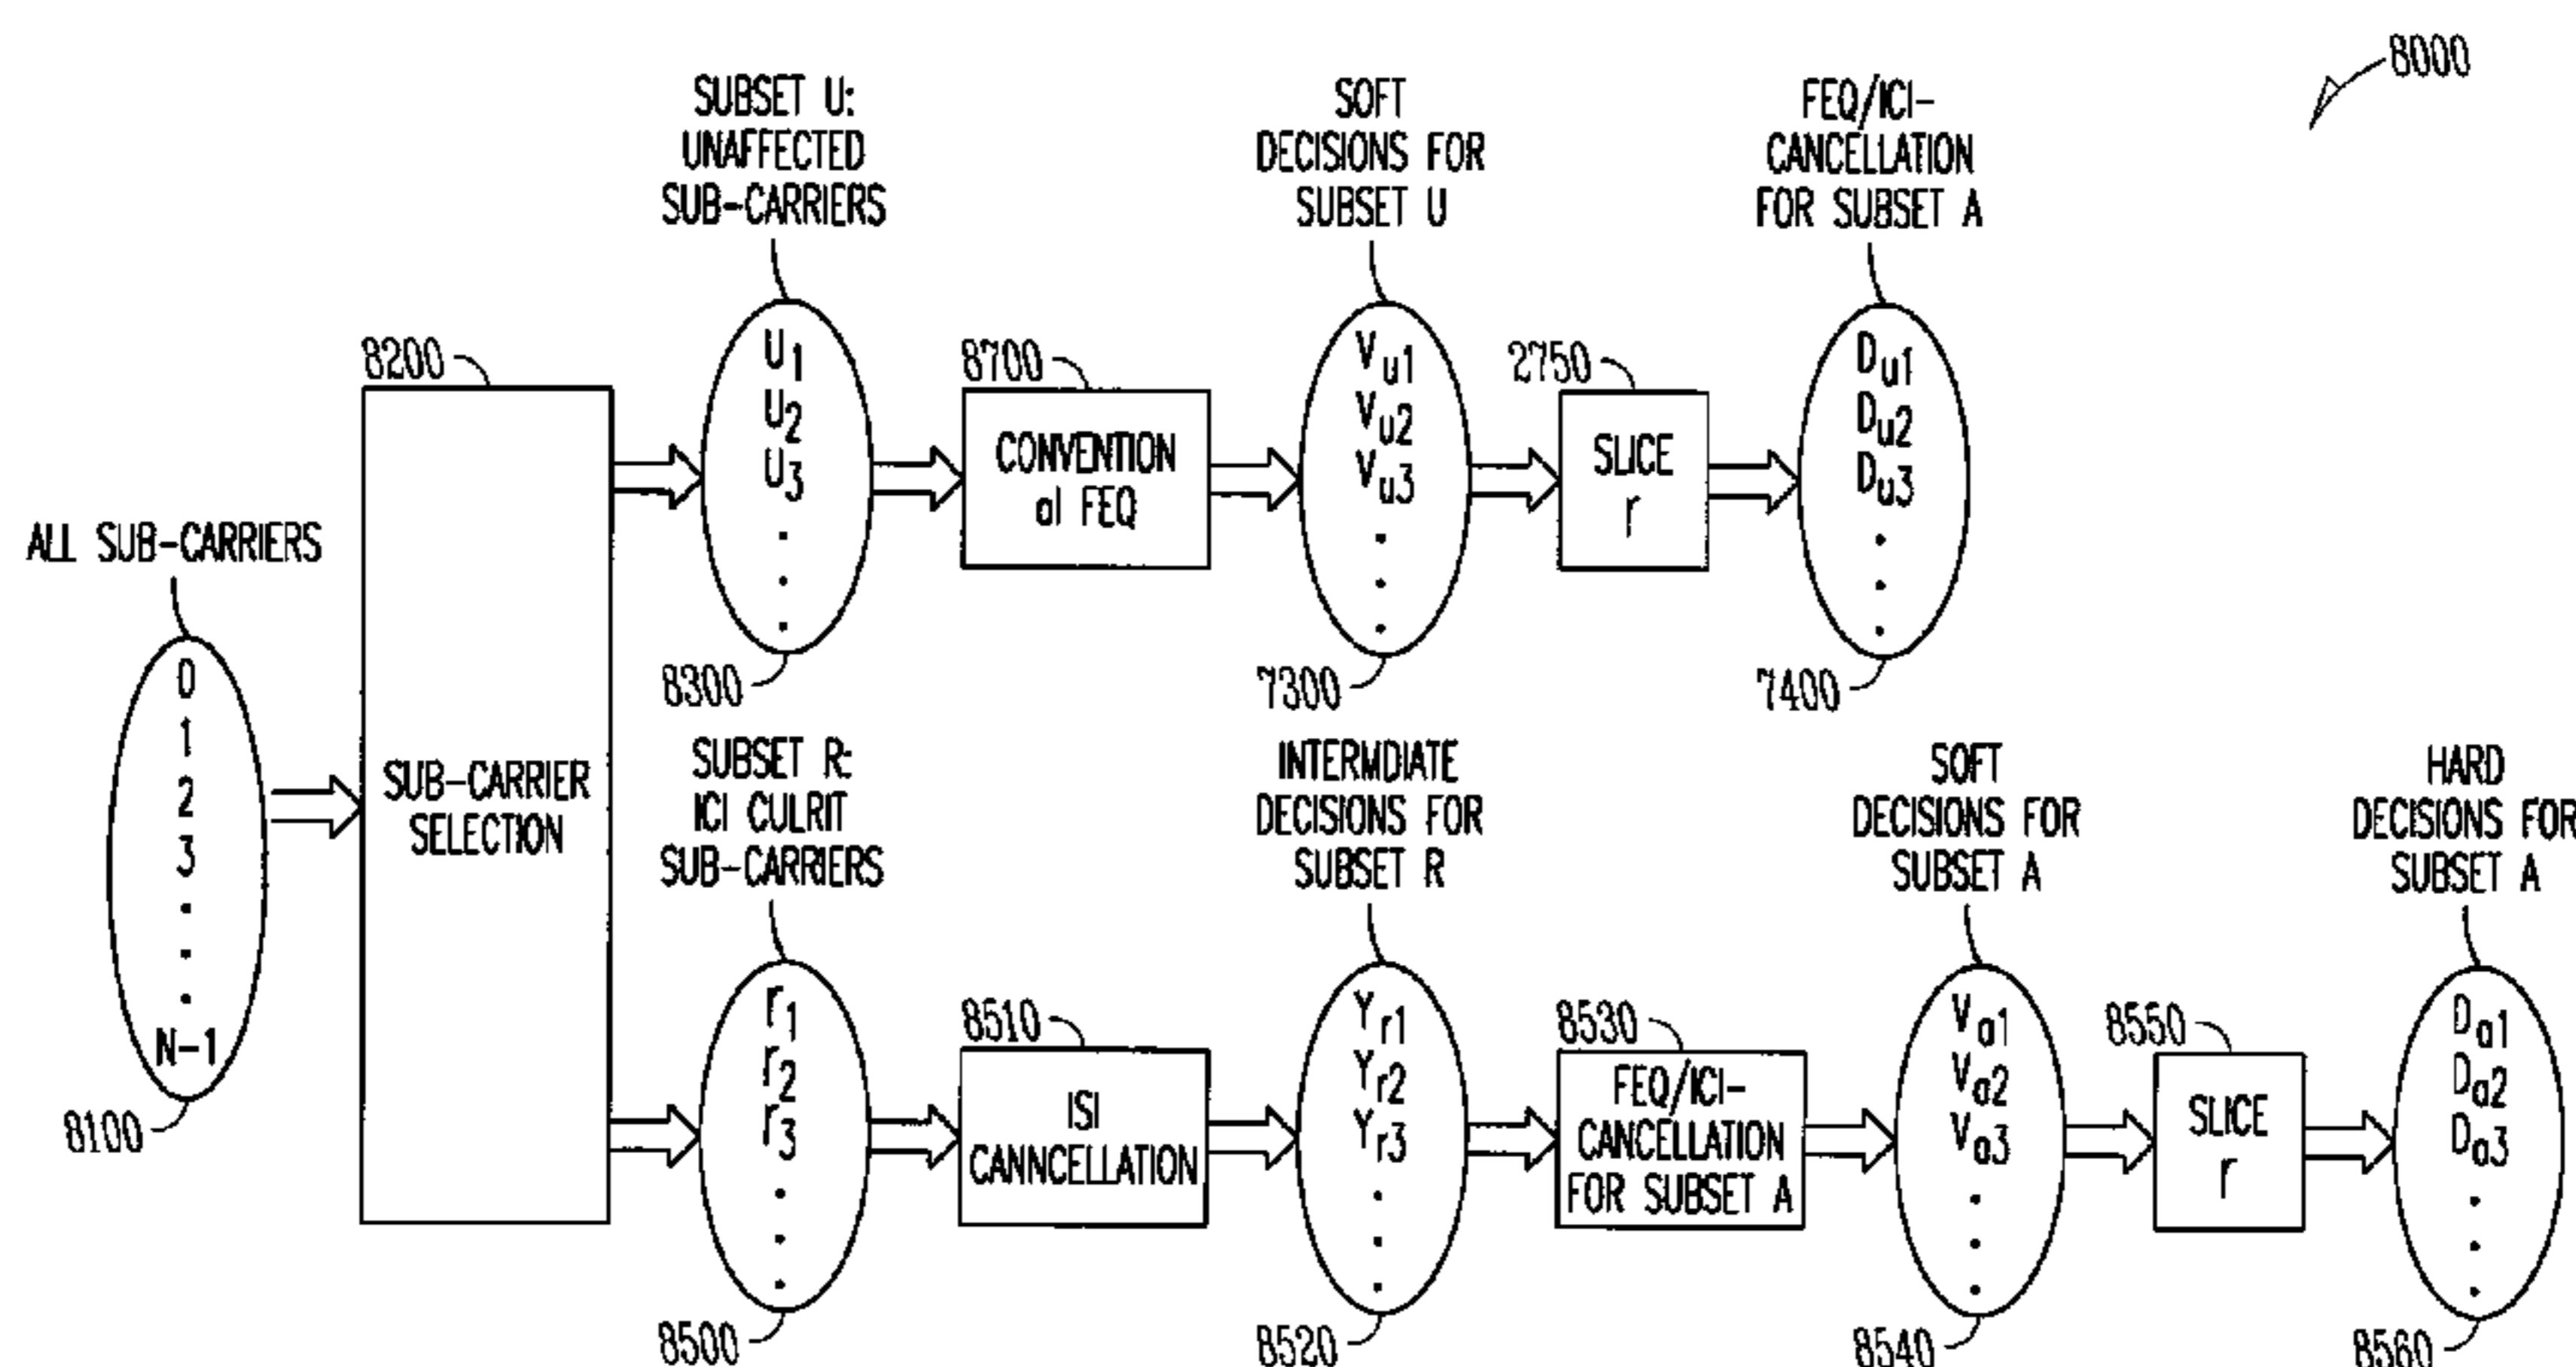 8000
SUBSET U:
UNAFFECTED
SUB-CARRIERS
SOFT
DECISIONS FOR
SUBSET U
FEQ/ICI-
CANCELLATION
FOR SUBSET A
8200
U1
U2
U3
.
.
.
8700
CONVENTION
al FEQ
Vu1
Vu2
Vu3
.
.
.
2750
SLICE
r
Du1
Du2
Du3
.
.
.
8300
7300
7400
ALL SUB-CARRIERS
0
1
2
3
.
.
.
N-1
8100
SUB-CARRIER
SELECTION
SUBSET R:
ICI CULRIT
SUB-CARRIERS
INTERMDIATE
DECISIONS FOR
SUBSET R
SOFT
DECISIONS FOR
SUBSET A
HARD
DECISIONS FOR
SUBSET A
r1
r2
r3
.
.
.
8510
ISI
CANNCELLATION
Yr1
Yr2
Yr3
.
.
.
8530
FEQ/ICI-
CANCELLATION
FOR SUBSET A
Va1
Va2
Va3
.
.
.
8550
SLICE
r
Da1
Da2
Da3
.
.
.
8500
8520
8540
8560